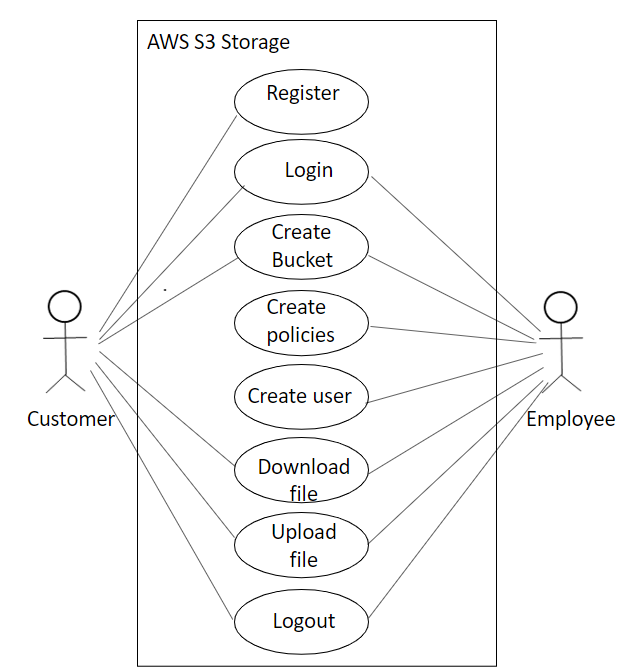 AWS S3 Storage
Register
Login
Create
Bucket
Create
policies
Create user
Download
file
Upload
file
Logout
Customer
Employee